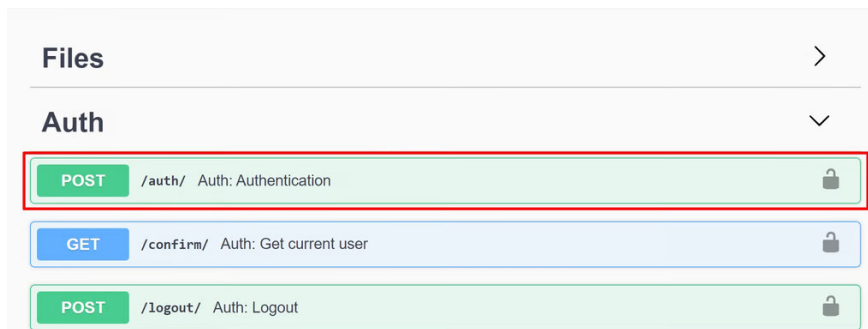 Files
Auth
POST /auth/ Auth: Authentication
GET /confirm/ Auth: Get current user
POST /logout/ Auth: Logout